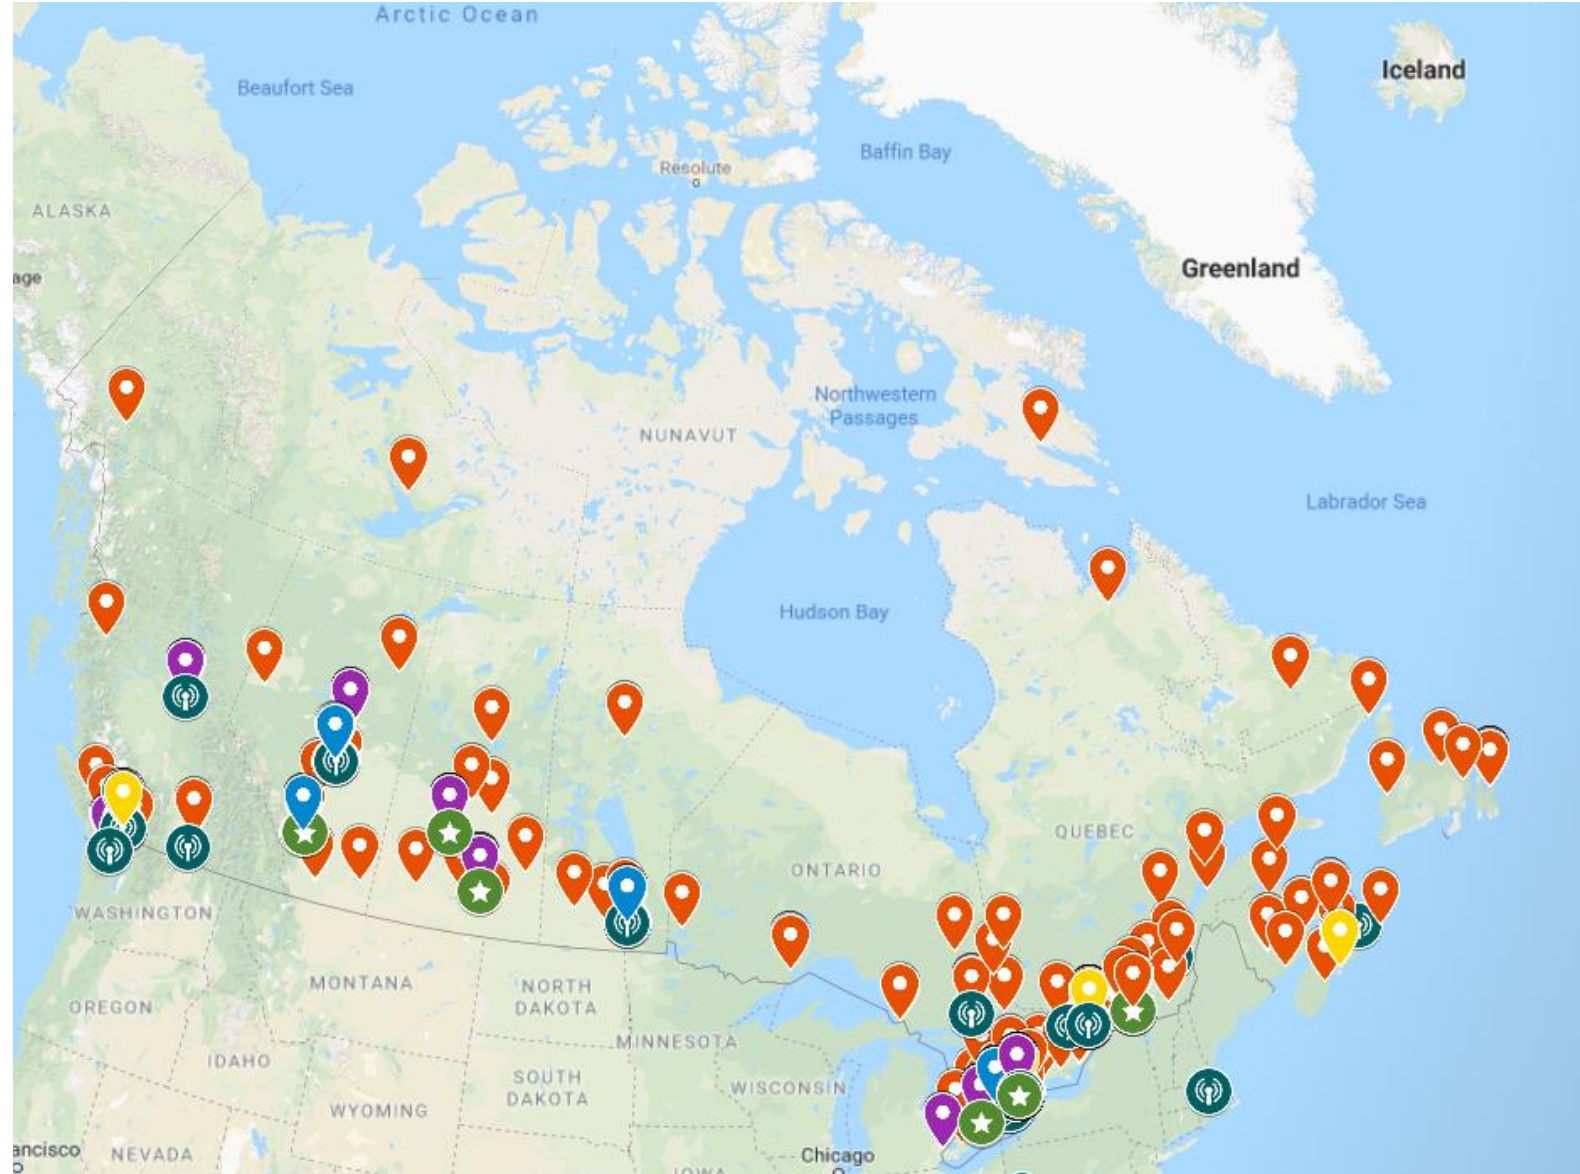 Arctic Ocean
Iceland
Beaufort Sea
Baffin Bay
Resolute
ALASKA
Greenland
age
Northwestern
Passages
NUNAVUT
Labrador Sea
Hudson Bay
QUEBEC
ONTARIO
WASHINGTON
MONTANA
NORTH
DAKOTA
OREGON
MINNESOTA
IDAHO
SOUTH
DAKOTA
WISCONSIN
WYOMING
ancisco
NEVADA
Chicago
IOWA